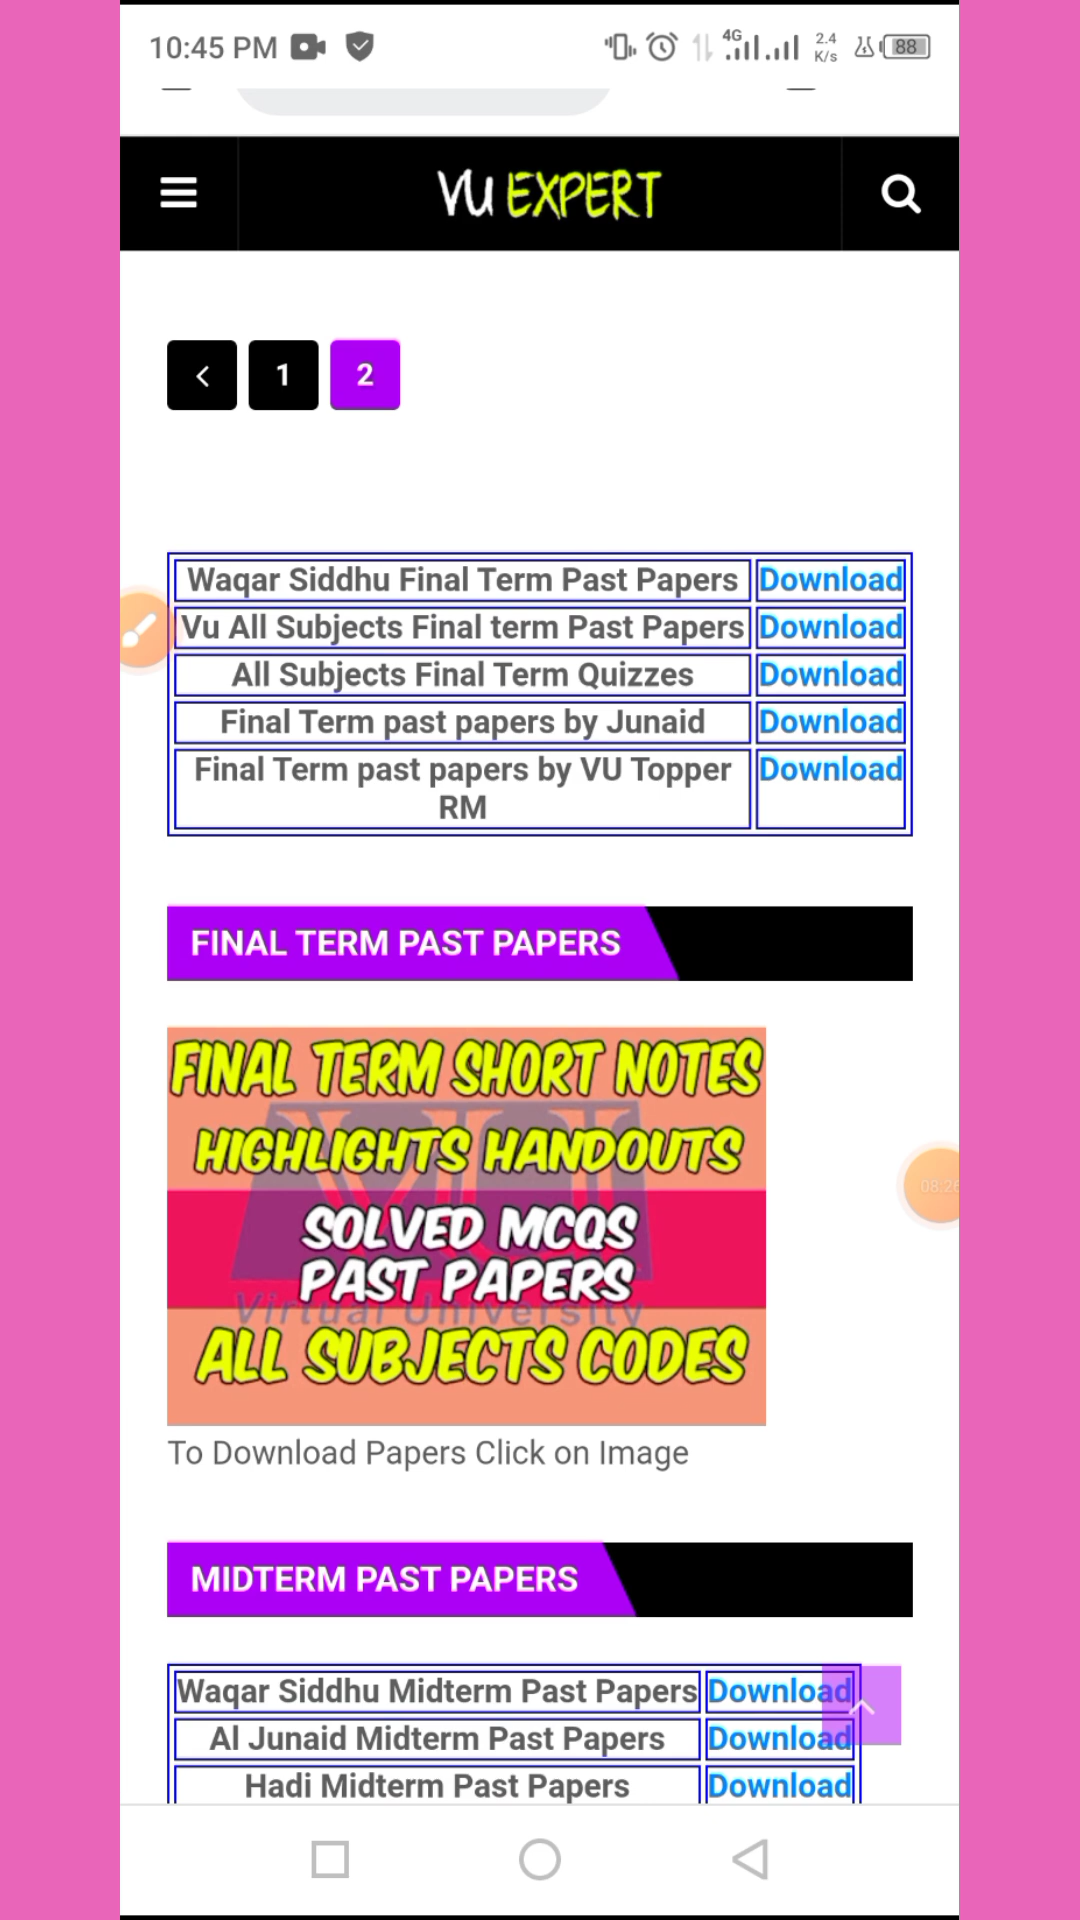 10:45 PM
4G
2.4
K/s
88
VU EXPERT
1
2
Waqar Siddhu Final Term Past Papers Download
Vu All Subjects Final term Past Papers Download
All Subjects Final Term Quizzes Download
Final Term past papers by Junaid Download
Final Term past papers by VU Topper Download
RM
FINAL TERM PAST PAPERS
FINAL TERM SHORT NOTES
HIGHLIGHTS HANDOUTS
VU
08:26
SOLVED MCQS
PAST PAPERS
Virtual University
ALL SUBJECTS CODES
To Download Papers Click on Image
MIDTERM PAST PAPERS
Waqar Siddhu Midterm Past Papers Download
Al Junaid Midterm Past Papers Download
Hadi Midterm Past Papers Download